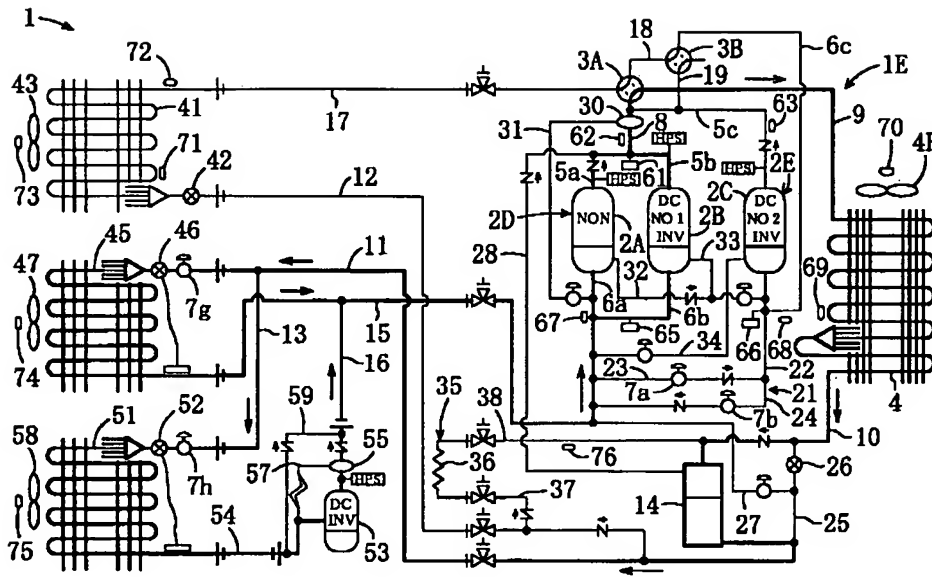 1
72
18
3B
6c
43
3A
1E
41
30
19
63
9
17
31
8
HPS
5c
70
62
4F
71
42
73
61
5b
HPS
2E
12
5a
HPS
2C
2D
NON
DC
NO 1
INV
2B
DC
NO 2
INV
45
46
11
28
2A
33
47
32
69
7g
6a
67
65
6b
66
68
13
15
34
74
16
23
22
7a
21
51
52
59
35
38
24
4
58
55
7b
10
57
HPS
36
76
26
7h
37
14
75
DC
INV
53
27
25
54